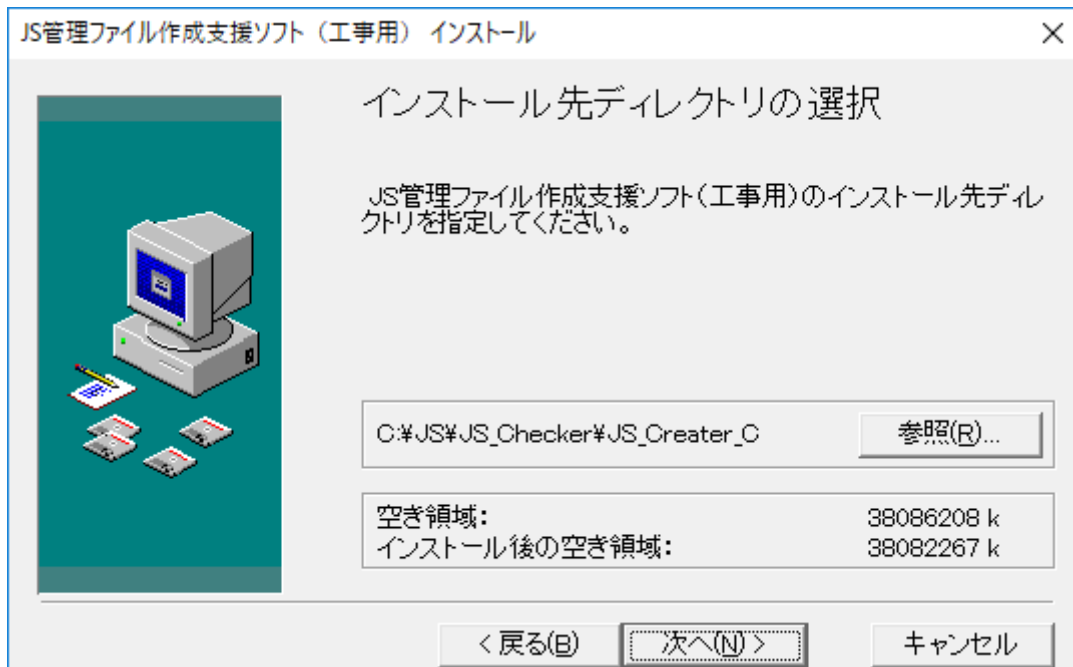 JS管理ファイル作成支援ソフト（工事用） インストール
インストール先ディレクトリの選択
JS管理ファイル作成支援ソフト(工事用)のインストール先ディレ
クトリを指定してください。
C:¥JS¥JS_Checker¥JS_Creater_C
参照(R)...
空き領域: 38086208 k
インストール後の空き領域: 38082267 k
< 戻る(B) 次へ(N) > キャンセル